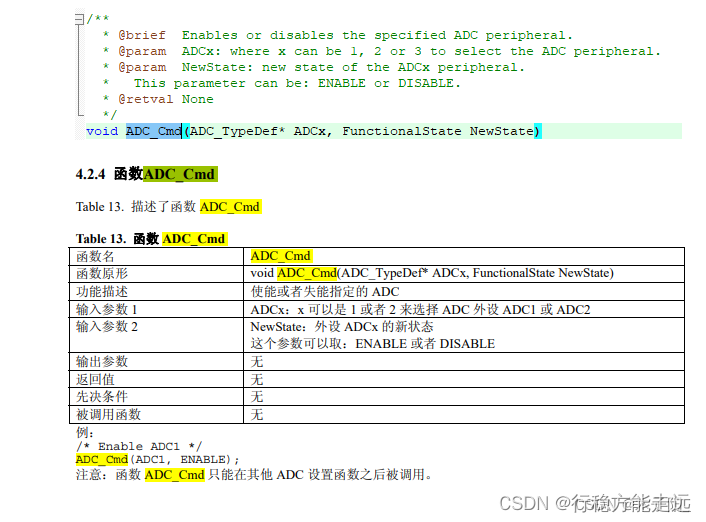 /**
* @brief  Enables or disables the specified ADC peripheral.
* @param  ADCx: where x can be 1, 2 or 3 to select the ADC peripheral.
* @param  NewState: new state of the ADCx peripheral.
*   This parameter can be: ENABLE or DISABLE.
* @retval None
*/
void ADC_Cmd(ADC_TypeDef* ADCx, FunctionalState NewState)
4.2.4 函数ADC_Cmd
Table 13. 描述了函数 ADC_Cmd
Table 13. 函数 ADC_Cmd
函数名 ADC_Cmd
函数原形 void ADC_Cmd(ADC_TypeDef* ADCx, FunctionalState NewState)
功能描述 使能或者失能指定的 ADC
输入参数 1 ADCx：x 可以是 1 或者 2 来选择 ADC 外设 ADC1 或 ADC2
输入参数 2 NewState：外设 ADCx 的新状态
这个参数可以取：ENABLE 或者 DISABLE
输出参数 无
返回值 无
先决条件 无
被调用函数 无
例：
/* Enable ADC1 */
ADC_Cmd(ADC1, ENABLE);
注意：函数 ADC_Cmd 只能在其他 ADC 设置函数之后被调用。
CSDN @行稳方能走远